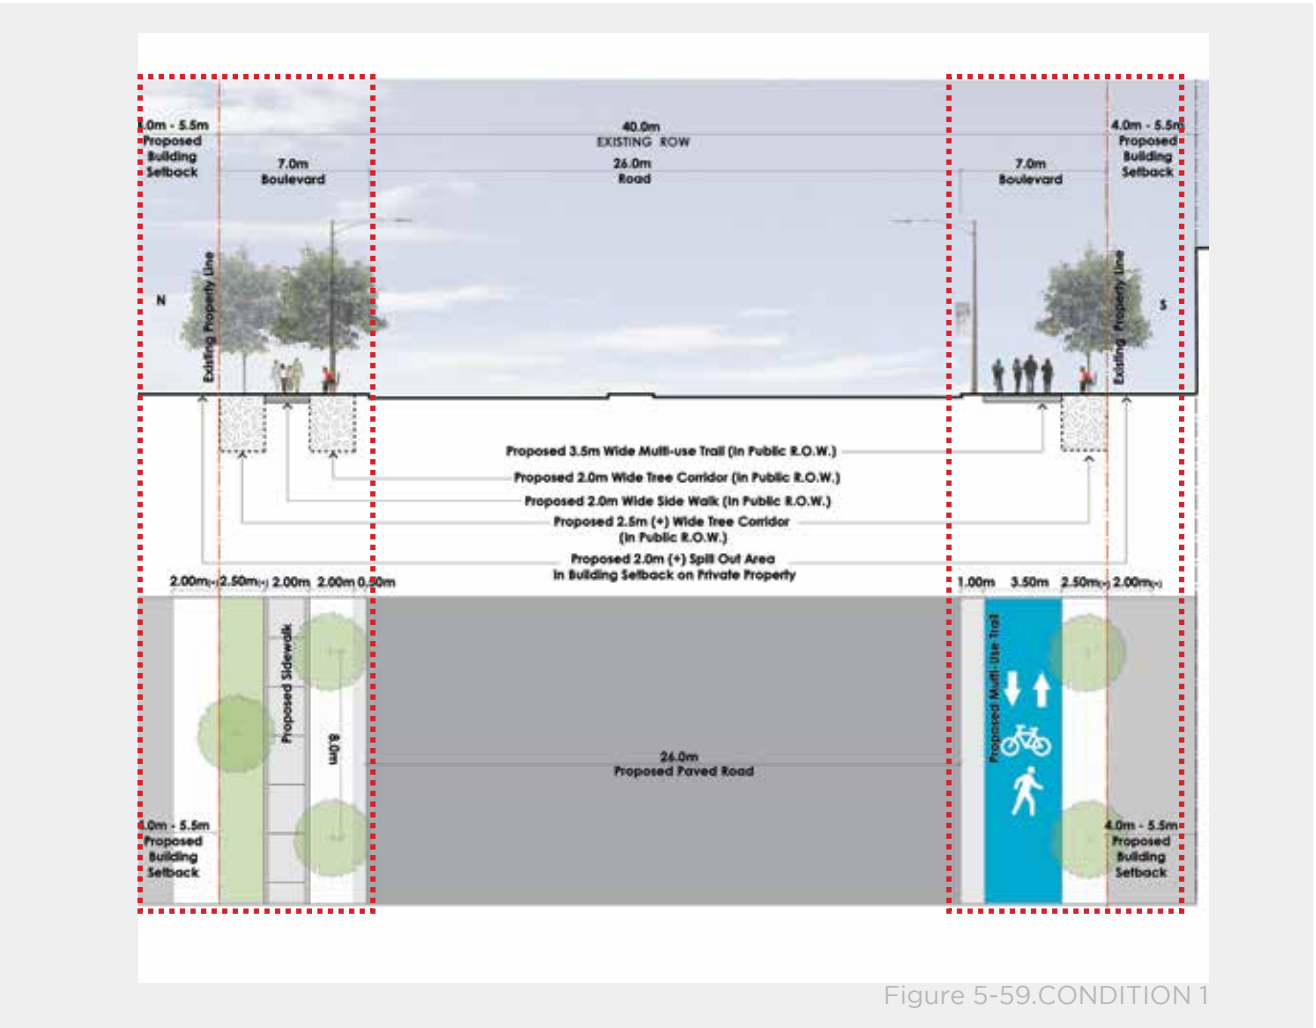 4.0m - 5.5m
Proposed
Building
Setback
7.0m
Boulevard
40.0m
EXISTING ROW
26.0m
Road
7.0m
Boulevard
4.0m - 5.5m
Proposed
Building
Setback
N
Existing Property Line
Existing Property Line
S
Proposed 3.5m Wide Multi-use Trail (In Public R.O.W.)
Proposed 2.0m Wide Tree Corridor (In Public R.O.W.)
Proposed 2.0m Wide Side Walk (In Public R.O.W.)
Proposed 2.5m (+) Wide Tree Corridor
(In Public R.O.W.)
Proposed 2.0m (+) Spill Out Area
In Building Setback on Private Property
2.00m(+) 2.50m(+) 2.00m 2.00m 0.50m
1.00m 3.50m 2.50m(+) 2.00m(+)
Proposed Sidewalk
8.0m
Proposed Multi-Use Trail
26.0m
Proposed Paved Road
4.0m - 5.5m
Proposed
Building
Setback
4.0m - 5.5m
Proposed
Building
Setback
Figure 5-59.CONDITION 1